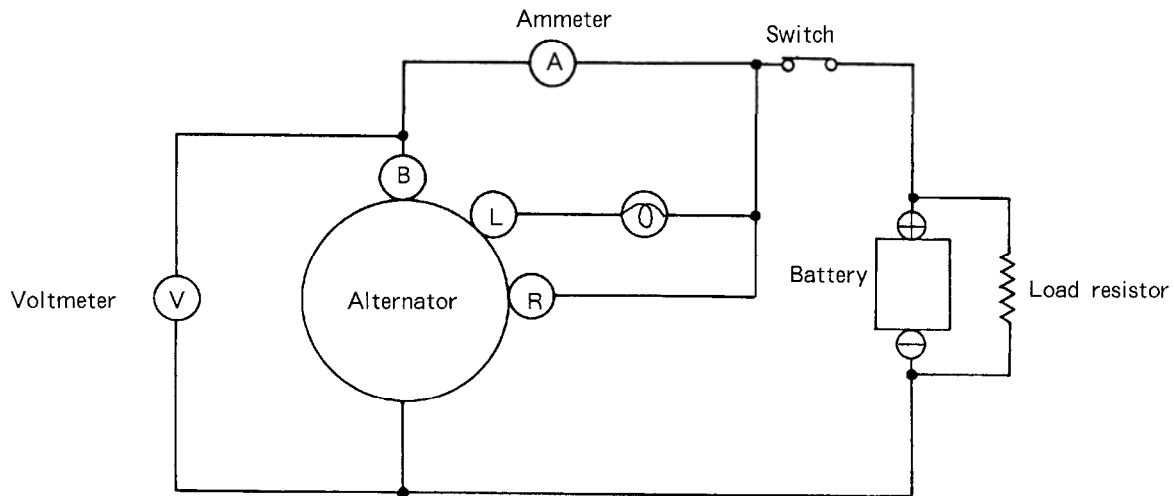 Ammeter
Switch
A
B
L
Voltmeter
V
Alternator
R
Battery
Load resistor